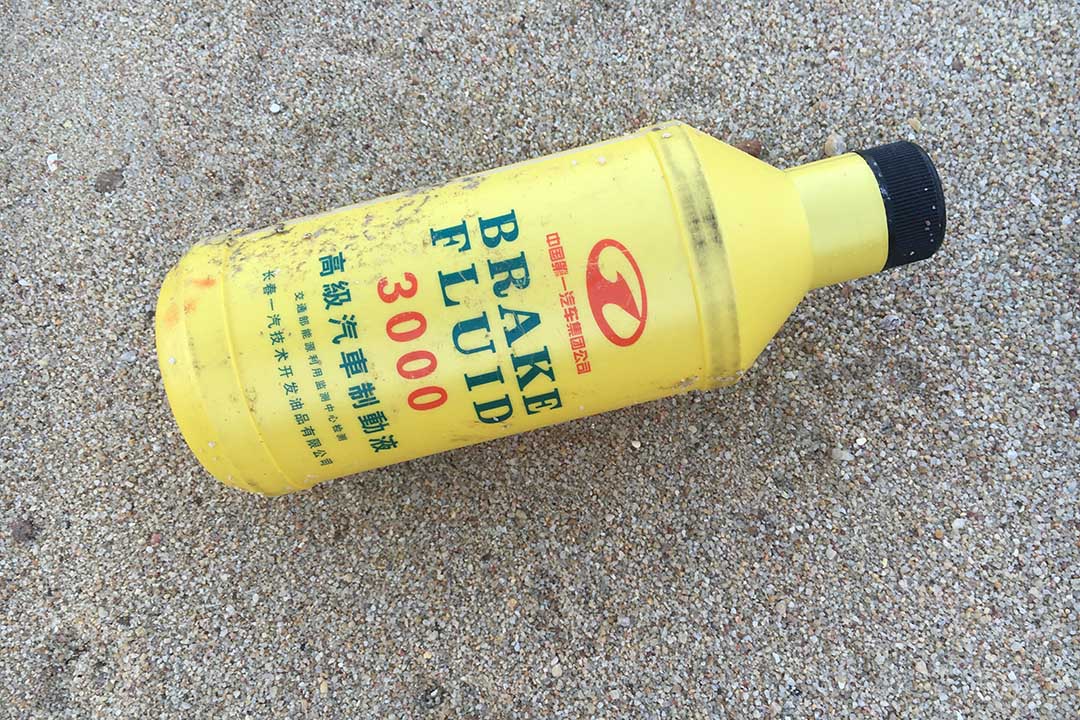 中国第一汽车集团公司
BRAKE
FLUID
3000
高級汽車制動液
交通部能源利用监测中心检测
长春一汽技术开发油品有限公司